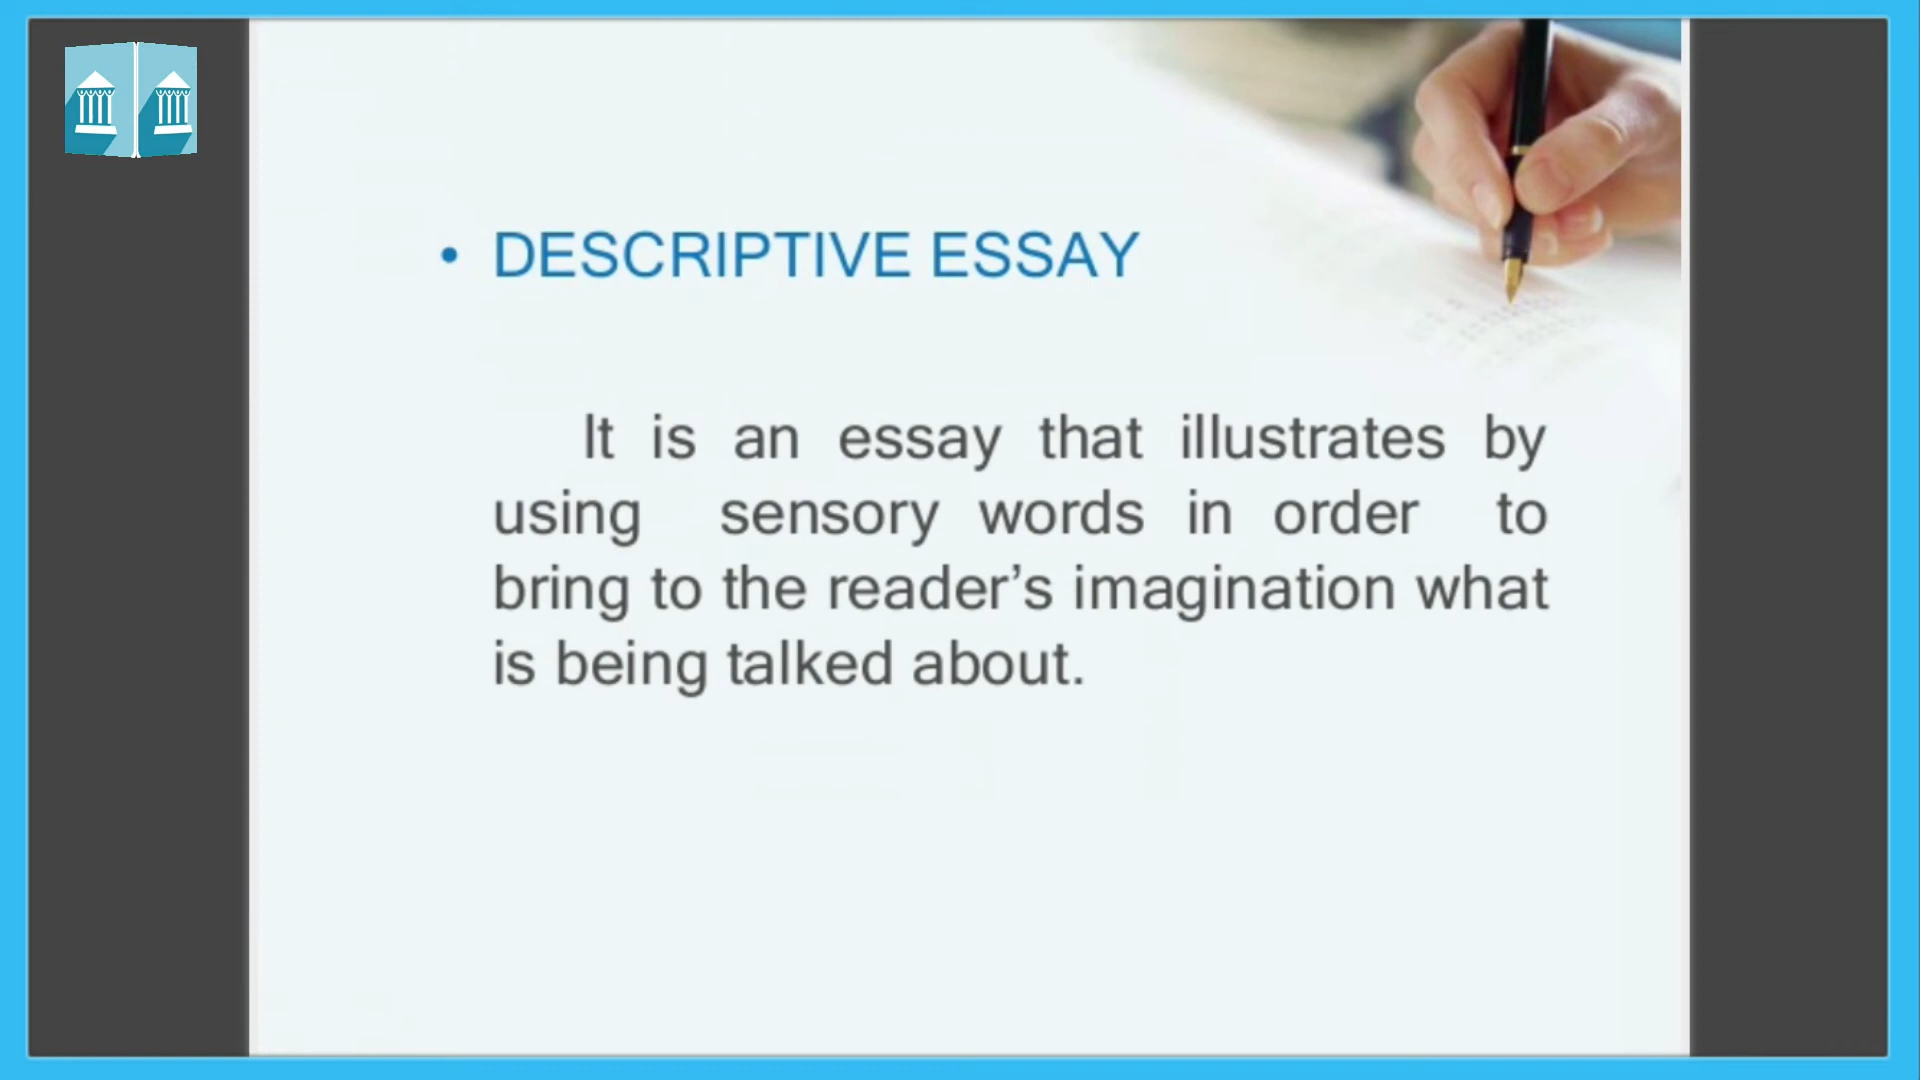 • DESCRIPTIVE ESSAY
It is an essay that illustrates by
using sensory words in order to
bring to the reader’s imagination what
is being talked about.